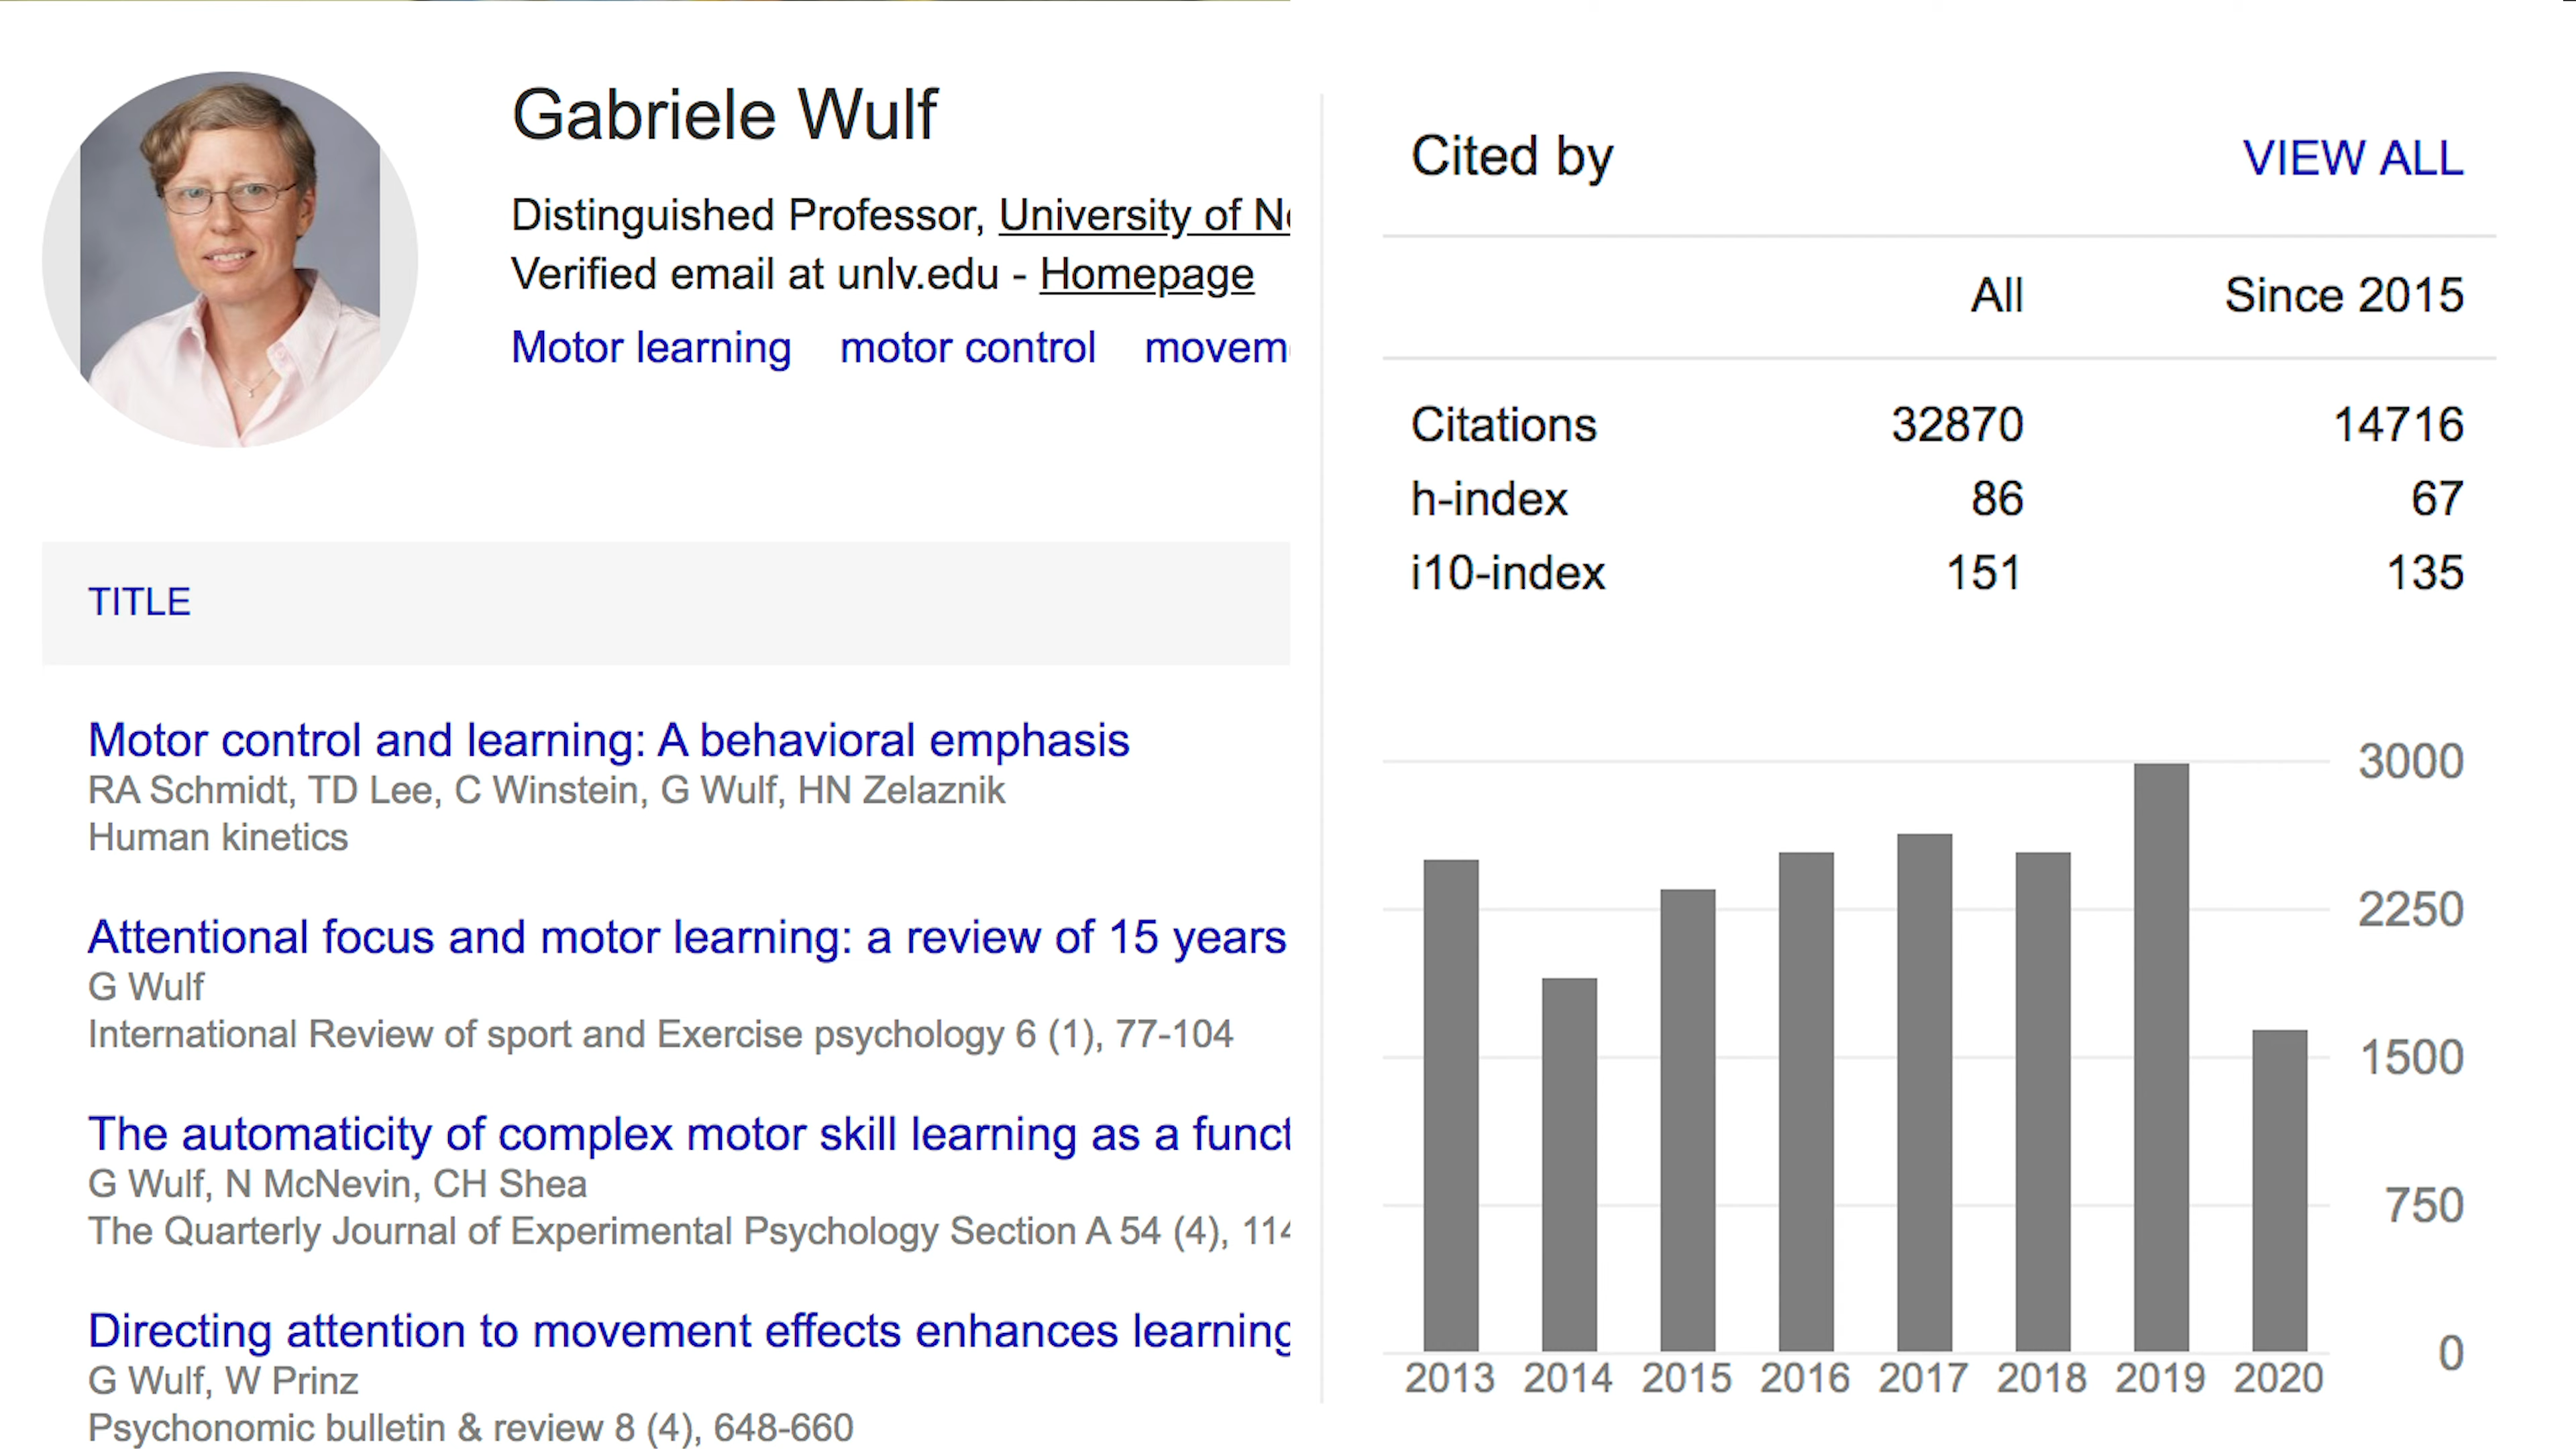 Gabriele Wulf
Distinguished Professor, University of
Verified email at unlv.edu - Homepage
Motor learning motor control
TITLE
Motor control and learning: A behavioral emphasis
RA Schmidt, TD Lee, C Winstein, G Wulf, HN Zelaznik
Human kinetics
Attentional focus and motor learning: a review of 15 years
G Wulf
International Review of sport and Exercise psychology 6 (1), 77-104
The automaticity of complex motor skill learning as a
G Wulf, N McNevin, CH Shea
The Quarterly Journal of Experimental Psychology Section A 54 (4),
Directing attention to movement effects enhances learning
G Wulf, W Prinz
Psychonomic bulletin & review 8 (4), 648-660
Cited by VIEW ALL
All Since 2015
Citations 32870 14716
h-index 86 67
i10-index 151 135
3000
2250
1500
750
0
2013 2014 2015 2016 2017 2018 2019 2020